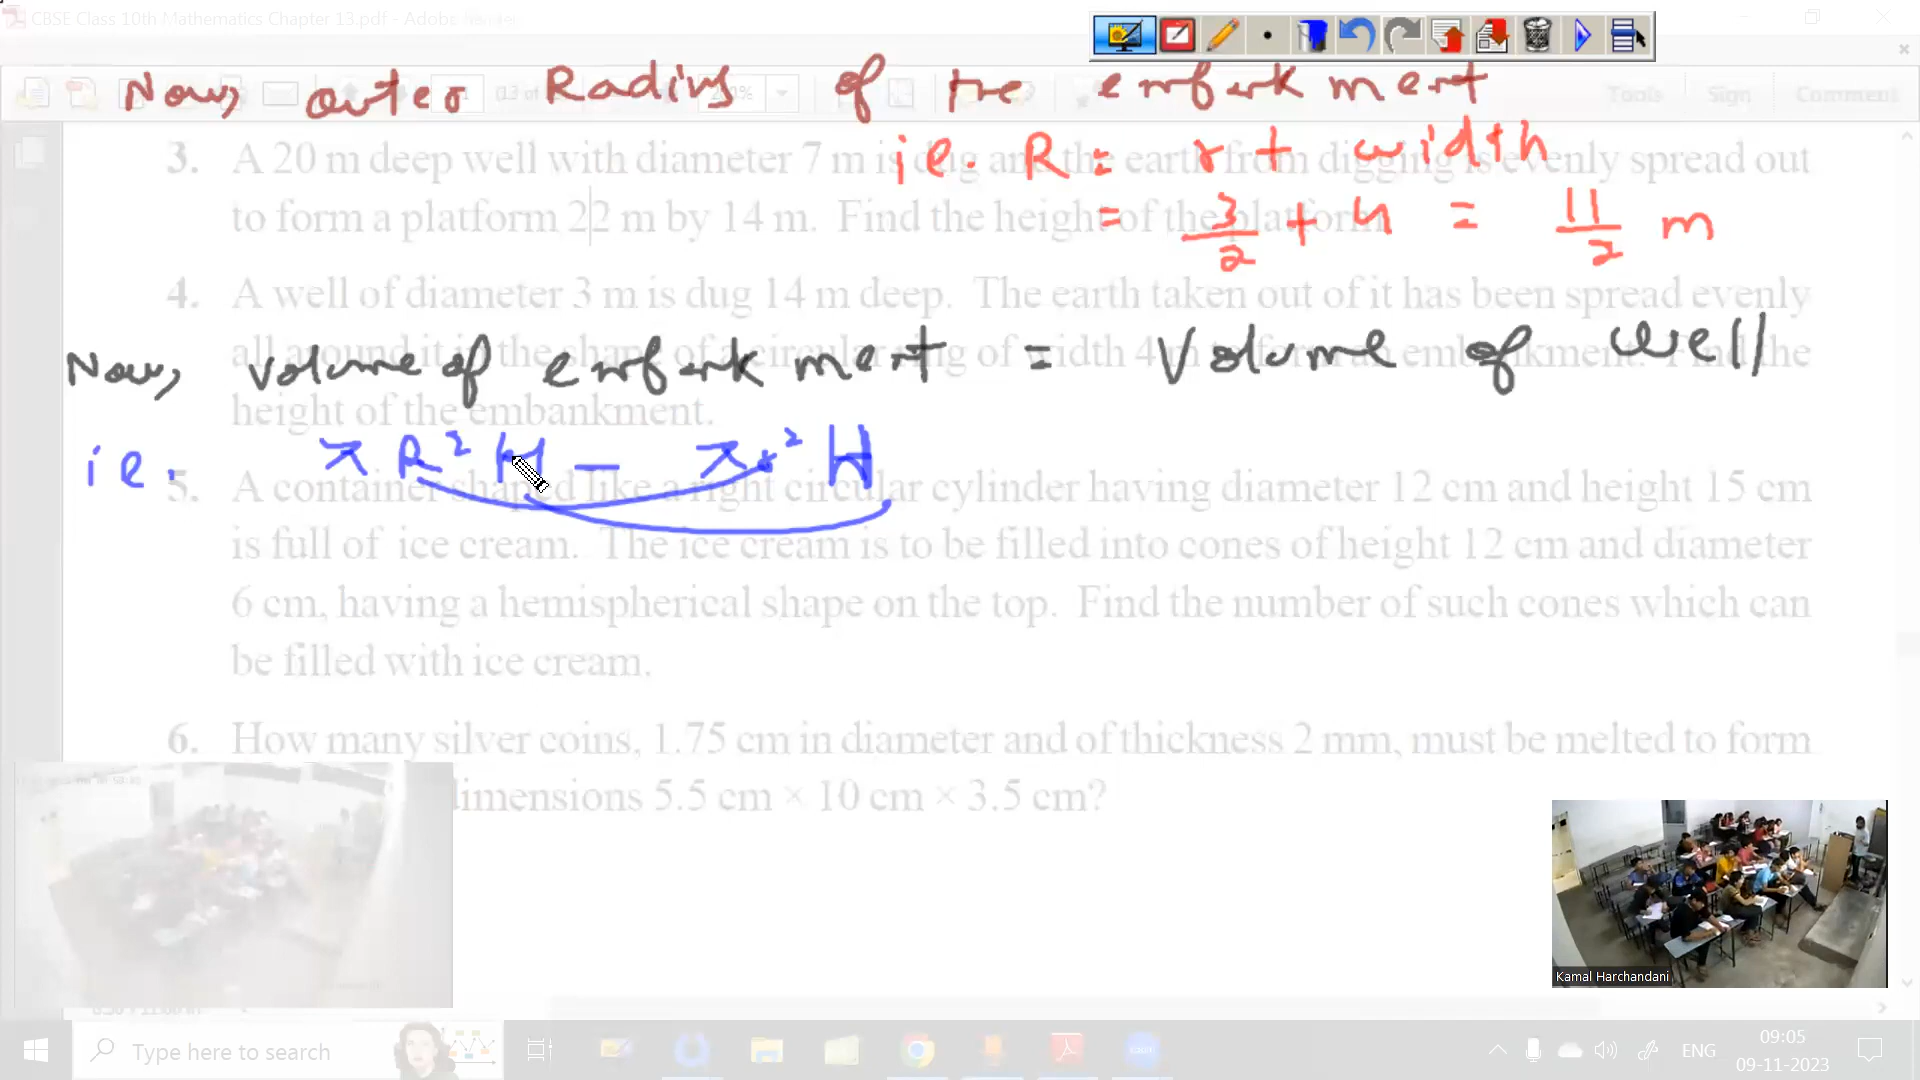 CBSE Class 10th Mathematics Chapter 13.pdf - Adobe
Now, outer Radius of the embankment
Tools Sign Comment
ie. R = r + width
3. A 20 m deep well with diameter 7 m is dug and the earth from digging is evenly spread out
to form a platform 22 m by 14 m. Find the height of the platform.
= 3/2 + 4 = 11/2 m
4. A well of diameter 3 m is dug 14 m deep. The earth taken out of it has been spread evenly
all around it in the shape of a circular ring of width 4 m to form an embankment. Find the
height of the embankment.
Now, Volume of embankment = Volume of well
ie. πR²H - πr²H
5. A container shaped like a right circular cylinder having diameter 12 cm and height 15 cm
is full of ice cream. The ice cream is to be filled into cones of height 12 cm and diameter
6 cm, having a hemispherical shape on the top. Find the number of such cones which can
be filled with ice cream.
6. How many silver coins, 1.75 cm in diameter and of thickness 2 mm, must be melted to form
dimensions 5.5 cm × 10 cm × 3.5 cm?
Kamal Harchandani
Type here to search
ENG
09:05
09-11-2023